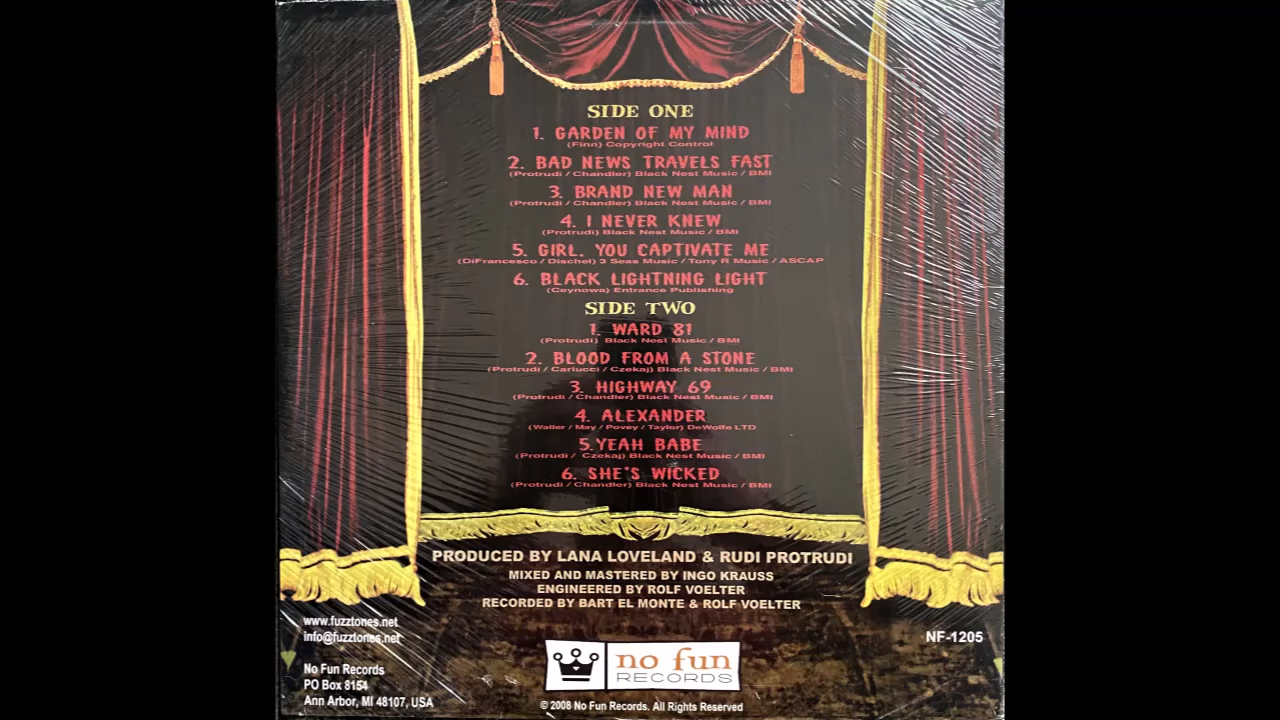 SIDE ONE
1. GARDEN OF MY MIND
(Finn) Copyright Control
2. BAD NEWS TRAVELS FAST
(Protrudi / Chandler) Black Nest Music / BMI
3. BRAND NEW MAN
(Protrudi / Chandler) Black Nest Music / BMI
4. I NEVER KNEW
(Protrudi) Black Nest Music / BMI
5. GIRL, YOU CAPTIVATE ME
(DiFrancesco / Dischel) 3 Seas Music / Tony R Music / ASCAP
6. BLACK LIGHTNING LIGHT
(Ceynowa) Entrance Publishing
SIDE TWO
1. WARD 81
(Protrudi) Black Nest Music / BMI
2. BLOOD FROM A STONE
(Protrudi / Carlucci / Czekaj) Black Nest Music / BMI
3. HIGHWAY 69
(Protrudi / Chandler) Black Nest Music / BMI
4. ALEXANDER
(Waller / May / Povey / Taylor) DeWolfe LTD
5.YEAH BABE
(Protrudi / Czekaj) Black Nest Music / BMI
6. SHE'S WICKED
(Protrudi / Chandler) Black Nest Music / BMI
PRODUCED BY LANA LOVELAND & RUDI PROTRUDI
MIXED AND MASTERED BY INGO KRAUSS
ENGINEERED BY ROLF VOELTER
RECORDED BY BART EL MONTE & ROLF VOELTER
www.fuzztones.net
info@fuzztones.net
NF-1205
No Fun Records
PO Box 8154
Ann Arbor, MI 48107, USA
no fun
RECORDS
© 2008 No Fun Records. All Rights Reserved